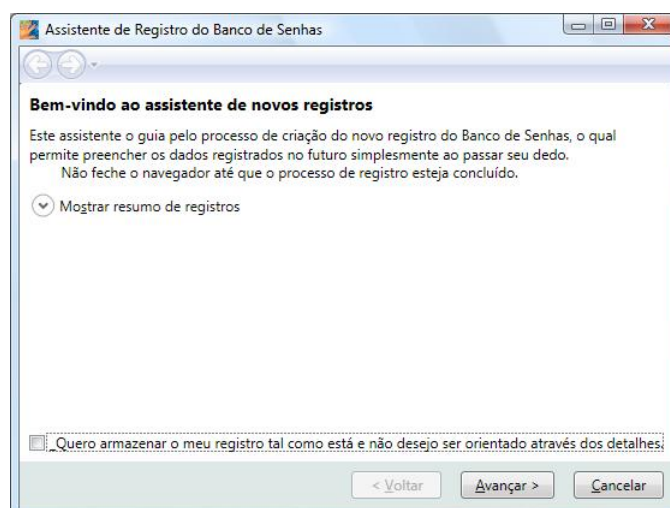 Assistente de Registro do Banco de Senhas
Bem-vindo ao assistente de novos registros
Este assistente o guia pelo processo de criação do novo registro do Banco de Senhas, o qual
permite preencher os dados registrados no futuro simplesmente ao passar seu dedo.
Não feche o navegador até que o processo de registro esteja concluído.
Mostrar resumo de registros
_Quero armazenar o meu registro tal como está e não desejo ser orientado através dos detalhes.
< Voltar
Avançar >
Cancelar